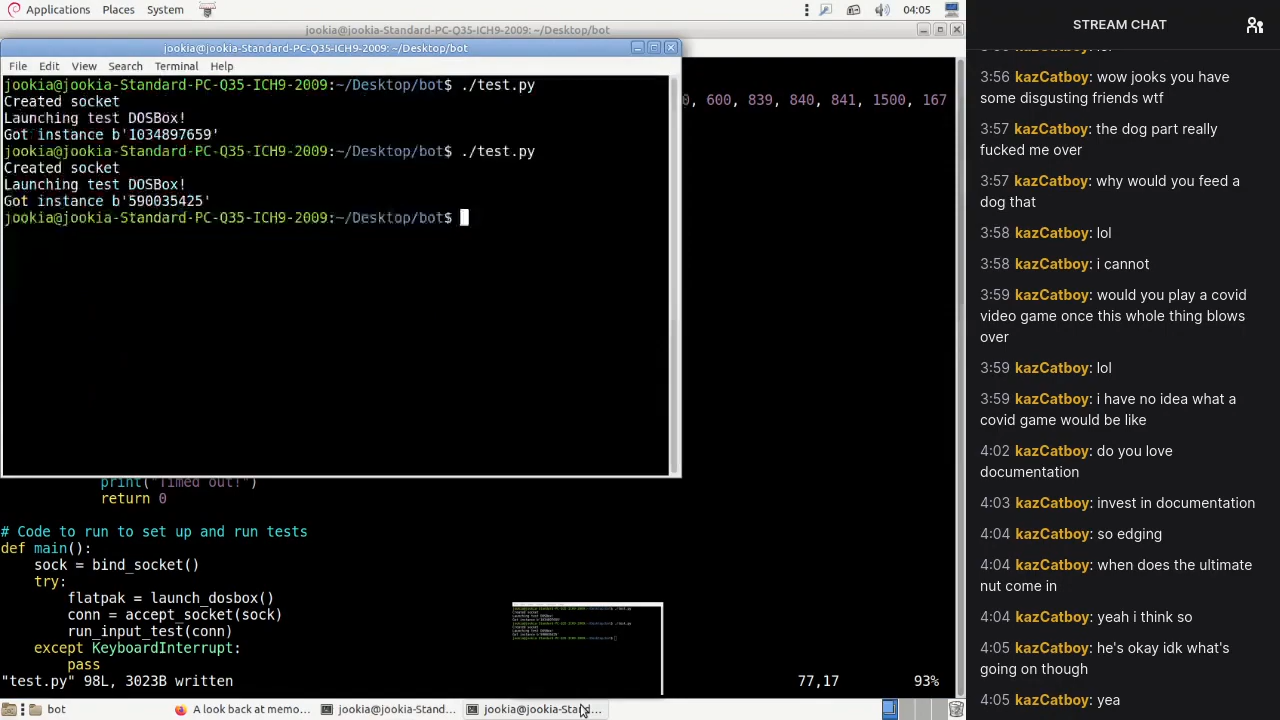 Applications Places System
04:05
jookia@jookia-Standard-PC-Q35-ICH9-2009: ~/Desktop/bot
jookia@jookia-Standard-PC-Q35-ICH9-2009: ~/Desktop/bot
File Edit View Search Terminal Help
jookia@jookia-Standard-PC-Q35-ICH9-2009:~/Desktop/bot$ ./test.py
Created socket
Launching test DOSBox!
Got instance b'1034897659'
jookia@jookia-Standard-PC-Q35-ICH9-2009:~/Desktop/bot$ ./test.py
Created socket
Launching test DOSBox!
Got instance b'590035425'
jookia@jookia-Standard-PC-Q35-ICH9-2009:~/Desktop/bot$
0, 600, 839, 840, 841, 1500, 167
print("Timed out!")
return 0
# Code to run to set up and run tests
def main():
sock = bind_socket()
try:
flatpak = launch_dosbox()
conn = accept_socket(sock)
run_input_test(conn)
except KeyboardInterrupt:
pass
"test.py" 98L, 3023B written
77,17
93%
bot
A look back at memo...
jookia@jookia-Stand...
jookia@jookia-Stand...
STREAM CHAT
3:56 kazCatboy: wow jooks you have
some disgusting friends wtf
3:57 kazCatboy: the dog part really
fucked me over
3:57 kazCatboy: why would you feed a
dog that
3:58 kazCatboy: lol
3:58 kazCatboy: i cannot
3:59 kazCatboy: would you play a covid
video game once this whole thing blows
over
3:59 kazCatboy: lol
3:59 kazCatboy: i have no idea what a
covid game would be like
4:02 kazCatboy: do you love
documentation
4:03 kazCatboy: invest in documentation
4:04 kazCatboy: so edging
4:04 kazCatboy: when does the ultimate
nut come in
4:04 kazCatboy: yeah i think so
4:05 kazCatboy: he's okay idk what's
going on though
4:05 kazCatboy: yea